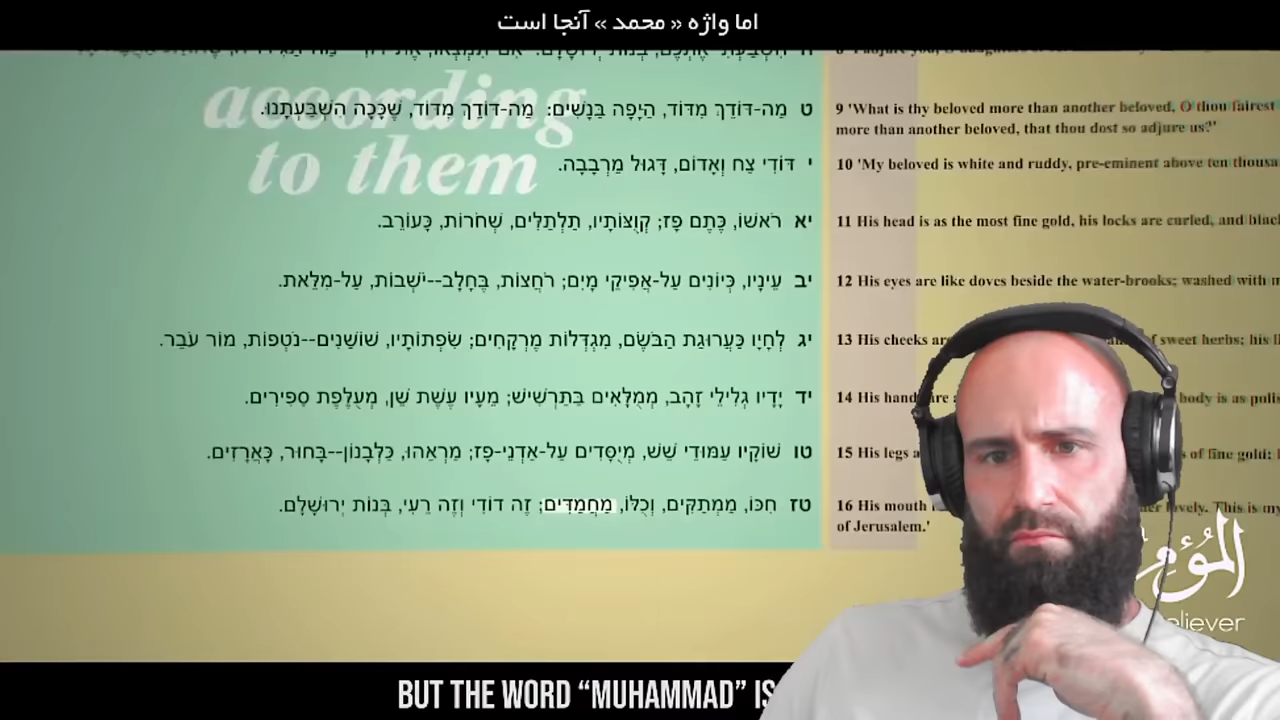 اما واژه « محمد » آنجا است
according
to them
ט מַה-דּוֹדֵךְ מִדּוֹד, הַיָּפָה בַּנָּשִׁים: מַה-דּוֹדֵךְ מִדּוֹד, שֶׁכָּכָה הִשְׁבַּעְתָּנוּ.
י דּוֹדִי צַח וְאָדוֹם, דָּגוּל מֵרְבָבָה.
יא רֹאשׁוֹ, כֶּתֶם פָּז; קְוֻצּוֹתָיו, תַּלְתַּלִּים, שְׁחֹרוֹת, כָּעוֹרֵב.
יב עֵינָיו, כְּיוֹנִים עַל-אֲפִיקֵי מָיִם; רֹחֲצוֹת, בֶּחָלָב--יֹשְׁבוֹת, עַל-מִלֵּאת.
יג לְחָיָו כַּעֲרוּגַת הַבֹּשֶׂם, מִגְדְּלוֹת מֶרְקָחִים; שִׂפְתוֹתָיו, שׁוֹשַׁנִּים--נֹטְפוֹת, מוֹר עֹבֵר.
יד יָדָיו גְּלִילֵי זָהָב, מְמֻלָּאִים בַּתַּרְשִׁישׁ; מֵעָיו עֶשֶׁת שֵׁן, מְעֻלֶּפֶת סַפִּירִים.
טו שׁוֹקָיו עַמּוּדֵי שֵׁשׁ, מְיֻסָּדִים עַל-אַדְנֵי-פָז; מַרְאֵהוּ, כַּלְּבָנוֹן--בָּחוּר, כָּאֲרָזִים.
טז חִכּוֹ, מַמְתַקִּים, וְכֻלּוֹ, מַחֲמַדִּים; זֶה דוֹדִי וְזֶה רֵעִי, בְּנוֹת יְרוּשָׁלִָם.
9 'What is thy beloved more than another beloved, O thou fairest
more than another beloved, that thou dost so adjure us?'
10 'My beloved is white and ruddy, pre-eminent above ten
11 His head is as the most fine gold, his locks are curled, and
12 His eyes are like doves beside the water-brooks; washed with
13 His cheeks of sweet herbs; his
14 His body is as
15 His legs of fine gold;
16 His mouth lovely. This is
of Jerusalem.'
المؤمن
BUT THE WORD “MUHAMMAD” IS